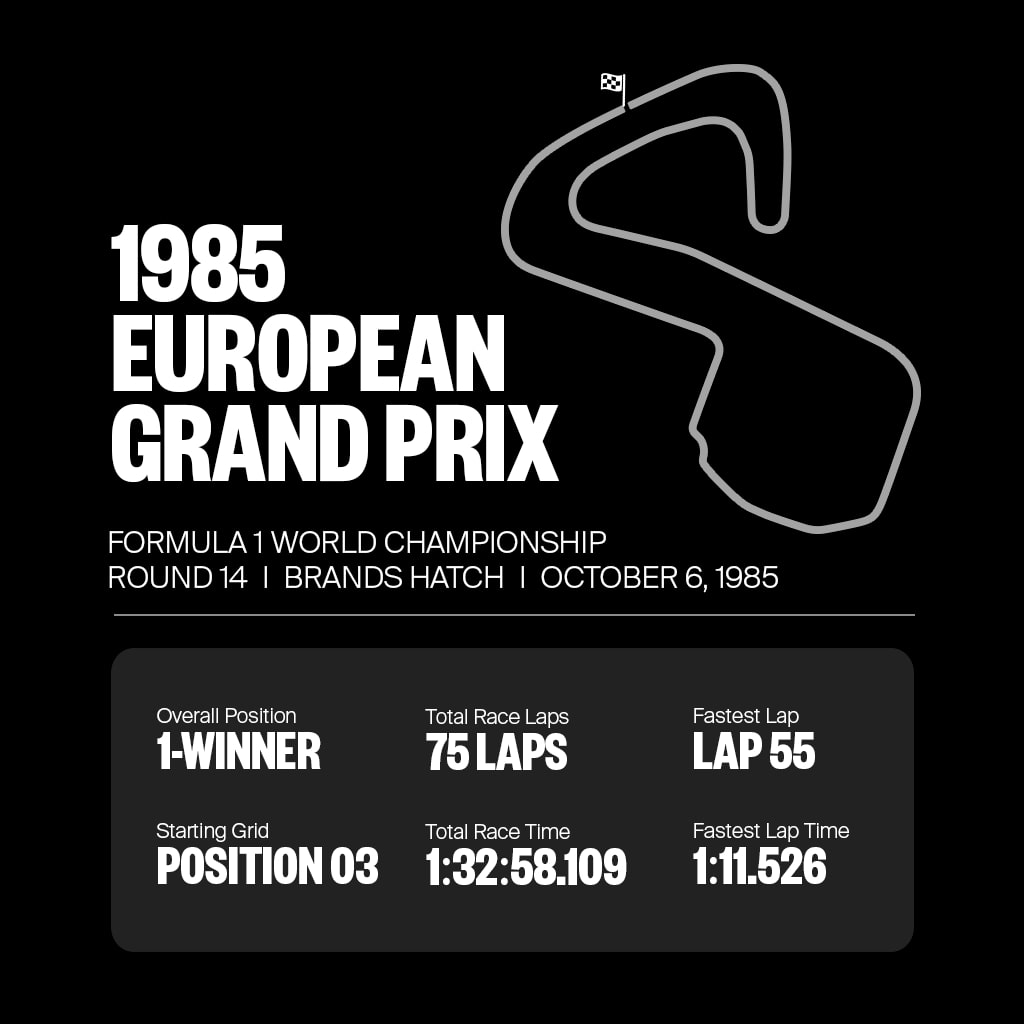 1985
EUROPEAN
GRAND PRIX
FORMULA 1 WORLD CHAMPIONSHIP
ROUND 14 | BRANDS HATCH | OCTOBER 6, 1985
Overall Position
1-WINNER
Total Race Laps
75 LAPS
Fastest Lap
LAP 55
Starting Grid
POSITION 03
Total Race Time
1:32:58.109
Fastest Lap Time
1:11.526